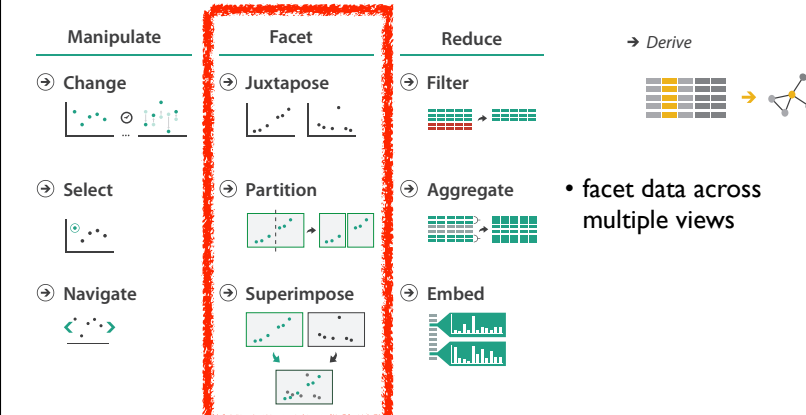 Manipulate
Change
...
Select
Navigate
Facet
Juxtapose
Partition
Superimpose
Reduce
Filter
Aggregate
Embed
→ Derive
• facet data across
multiple views